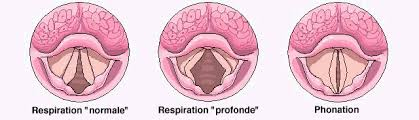 Respiration "normale"
Respiration "profonde"
Phonation